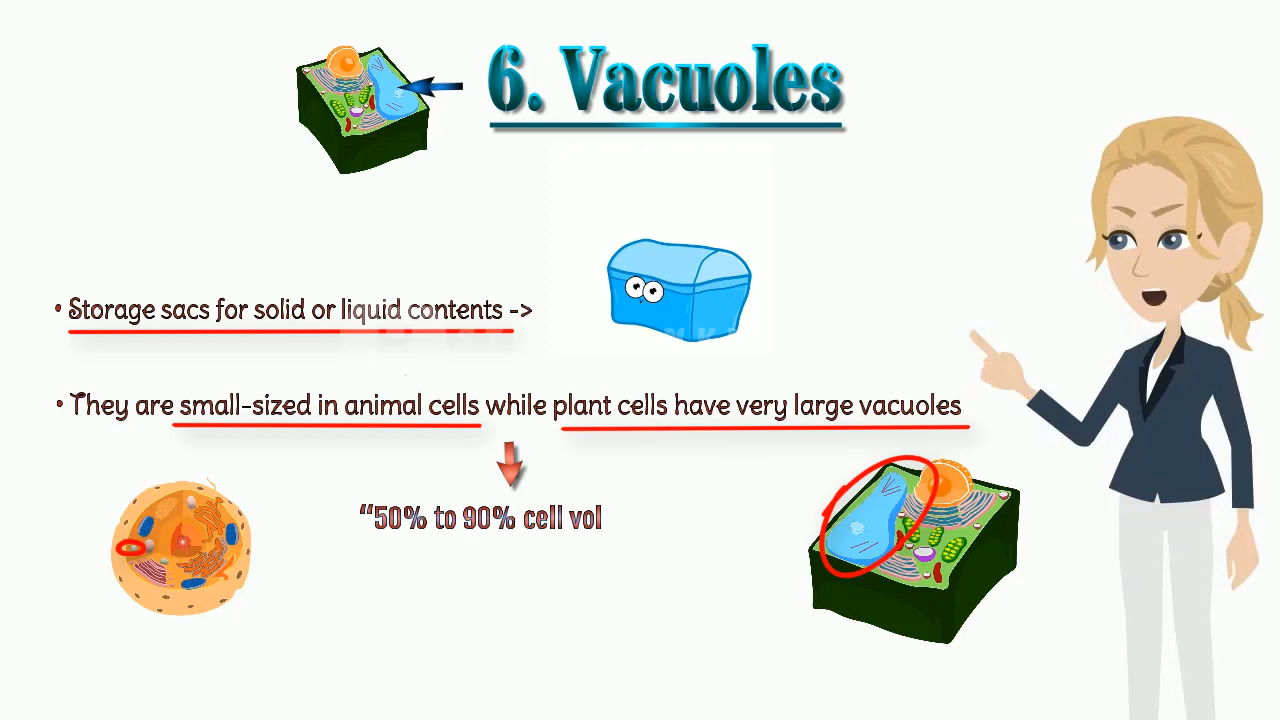 6. Vacuoles
• Storage sacs for solid or liquid contents ->
• They are small-sized in animal cells while plant cells have very large vacuoles
“50% to 90% cell vol